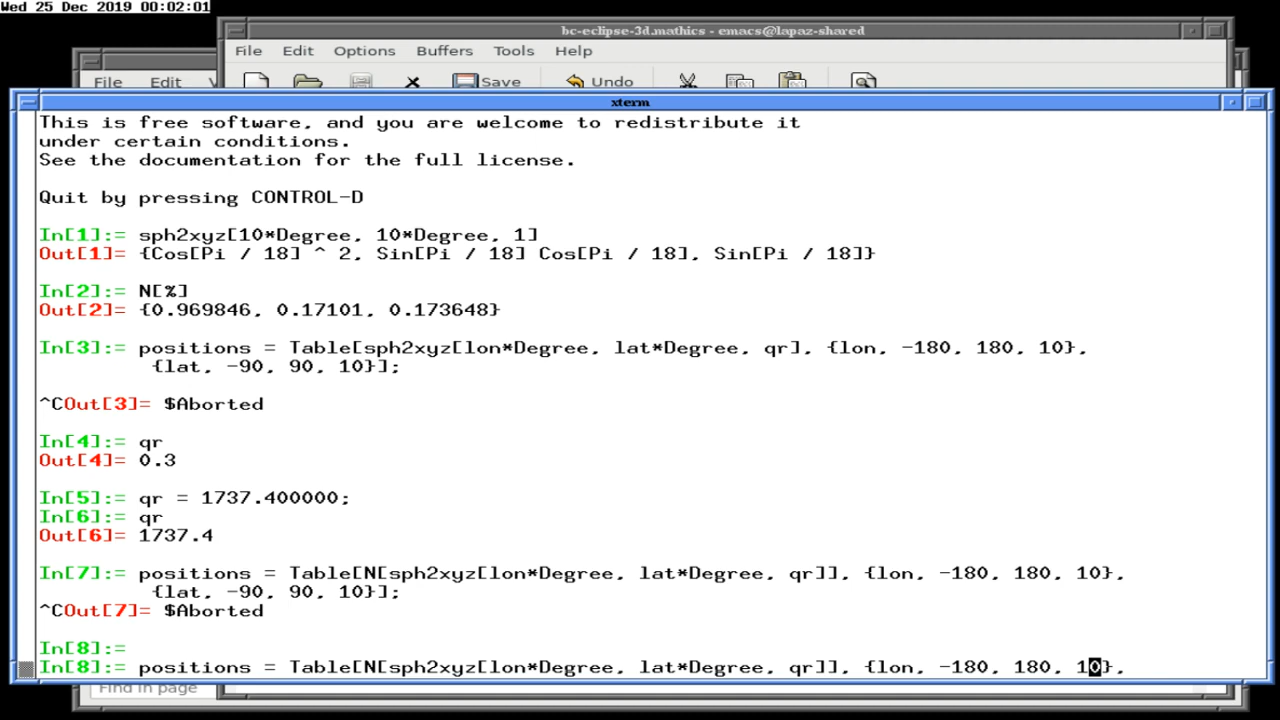 Wed 25 Dec 2019 00:02:01
bc-eclipse-3d.mathics - emacs@lapaz-shared
File Edit Options Buffers Tools Help
File Edit V
Save Undo
xterm
This is free software, and you are welcome to redistribute it
under certain conditions.
See the documentation for the full license.
Quit by pressing CONTROL-D
In[1]:= sph2xyz[10*Degree, 10*Degree, 1]
Out[1]= {Cos[Pi / 18] ^ 2, Sin[Pi / 18] Cos[Pi / 18], Sin[Pi / 18]}
In[2]:= N[%]
Out[2]= {0.969846, 0.17101, 0.173648}
In[3]:= positions = Table[sph2xyz[lon*Degree, lat*Degree, qr], {lon, -180, 180, 10},
{lat, -90, 90, 10}];
^COut[3]= $Aborted
In[4]:= qr
Out[4]= 0.3
In[5]:= qr = 1737.400000;
In[6]:= qr
Out[6]= 1737.4
In[7]:= positions = Table[N[sph2xyz[lon*Degree, lat*Degree, qr]], {lon, -180, 180, 10},
{lat, -90, 90, 10}];
^COut[7]= $Aborted
In[8]:=
In[8]:= positions = Table[N[sph2xyz[lon*Degree, lat*Degree, qr]], {lon, -180, 180, 10},
Find in page